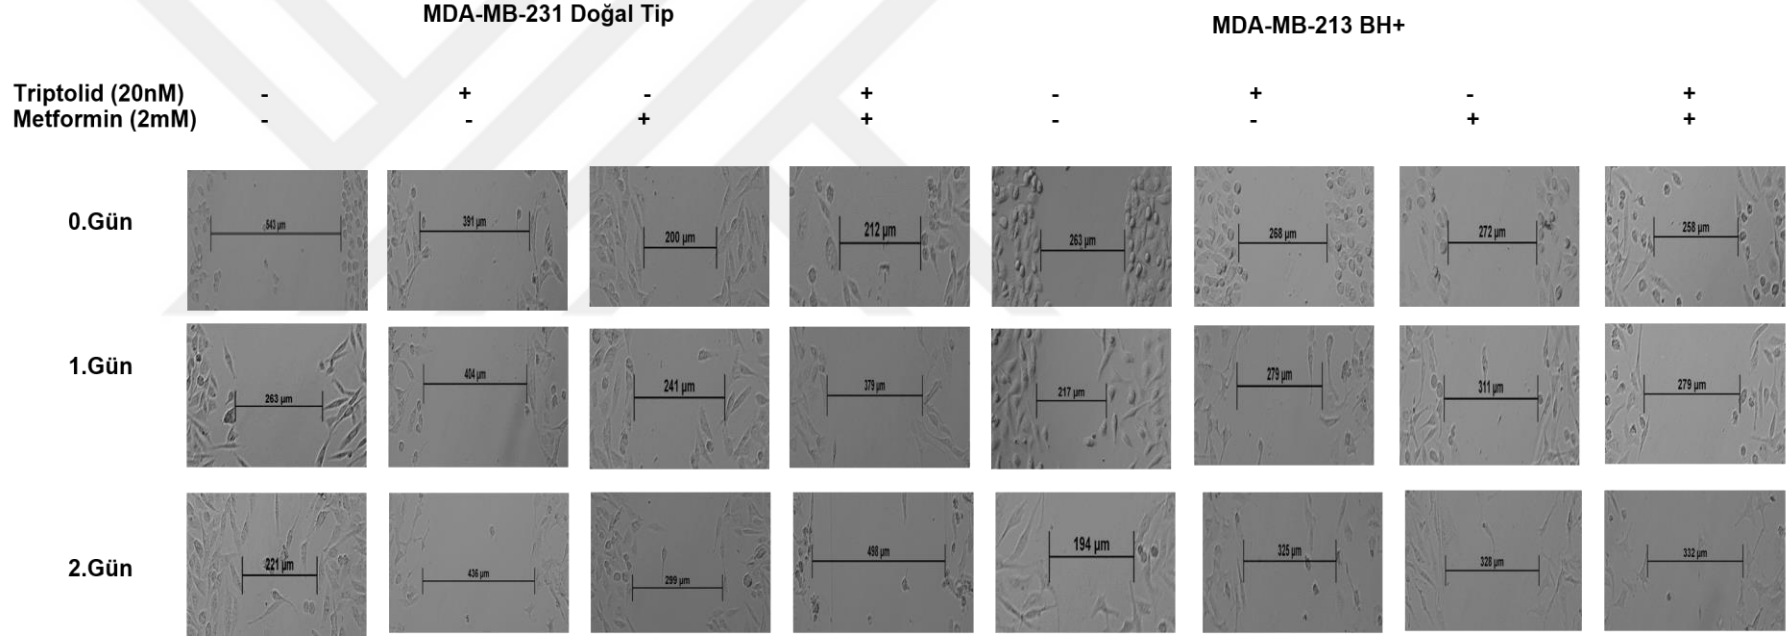 MDA-MB-231 Doğal Tip MDA-MB-213 BH+
Triptolid (20nM) - + - + - + - +
Metformin (2mM) - - + + - - + +
0.Gün 543 µm 391 µm 200 µm 212 µm 263 µm 268 µm 272 µm 258 µm
1.Gün 263 µm 404 µm 241 µm 379 µm 217 µm 279 µm 311 µm 279 µm
2.Gün 221 µm 436 µm 299 µm 498 µm 194 µm 325 µm 328 µm 332 µm